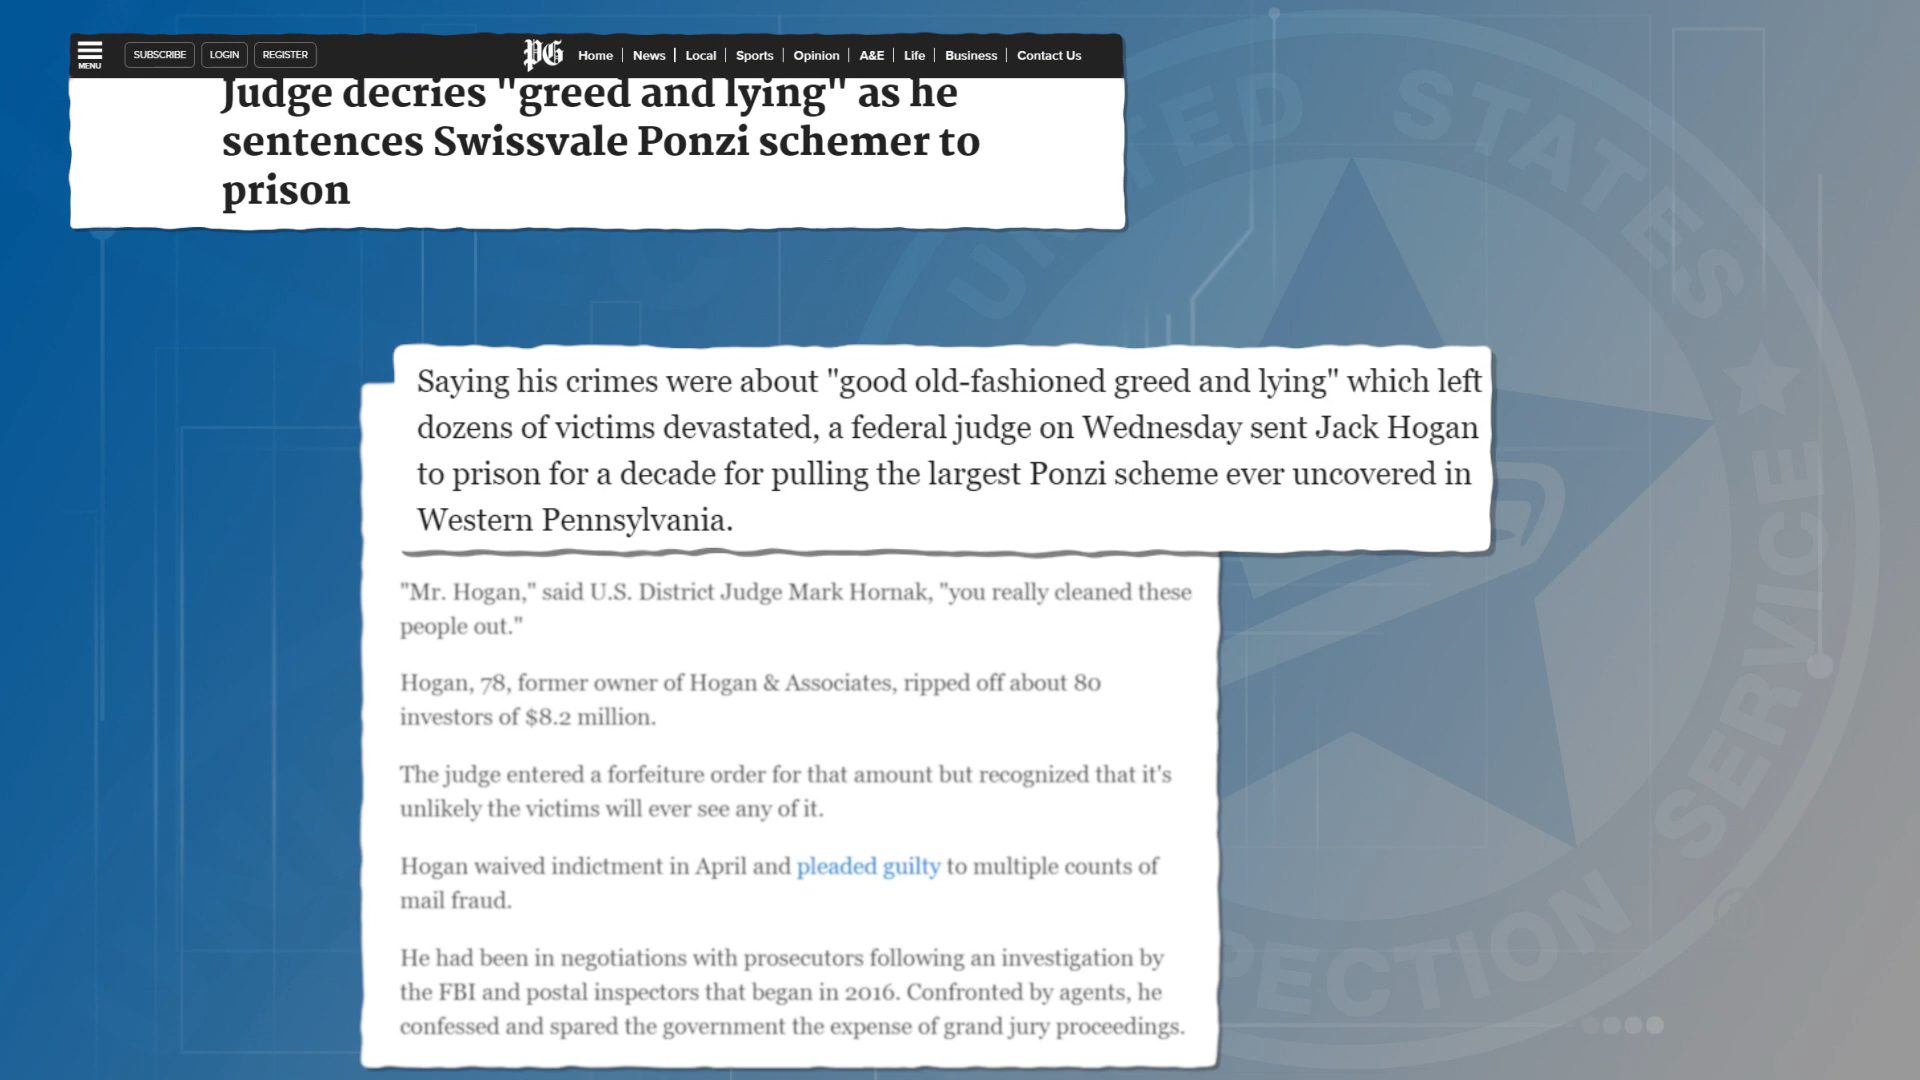 MENU
SUBSCRIBE
LOGIN
REGISTER
PG
Home
News
Local
Sports
Opinion
A&E
Life
Business
Contact Us
Judge decries "greed and lying" as he
sentences Swissvale Ponzi schemer to
prison
Saying his crimes were about "good old-fashioned greed and lying" which left
dozens of victims devastated, a federal judge on Wednesday sent Jack Hogan
to prison for a decade for pulling the largest Ponzi scheme ever uncovered in
Western Pennsylvania.
"Mr. Hogan," said U.S. District Judge Mark Hornak, "you really cleaned these
people out."
Hogan, 78, former owner of Hogan & Associates, ripped off about 80
investors of $8.2 million.
The judge entered a forfeiture order for that amount but recognized that it's
unlikely the victims will ever see any of it.
Hogan waived indictment in April and pleaded guilty to multiple counts of
mail fraud.
He had been in negotiations with prosecutors following an investigation by
the FBI and postal inspectors that began in 2016. Confronted by agents, he
confessed and spared the government the expense of grand jury proceedings.
UNITED STATES
PECTION SERVICE
®